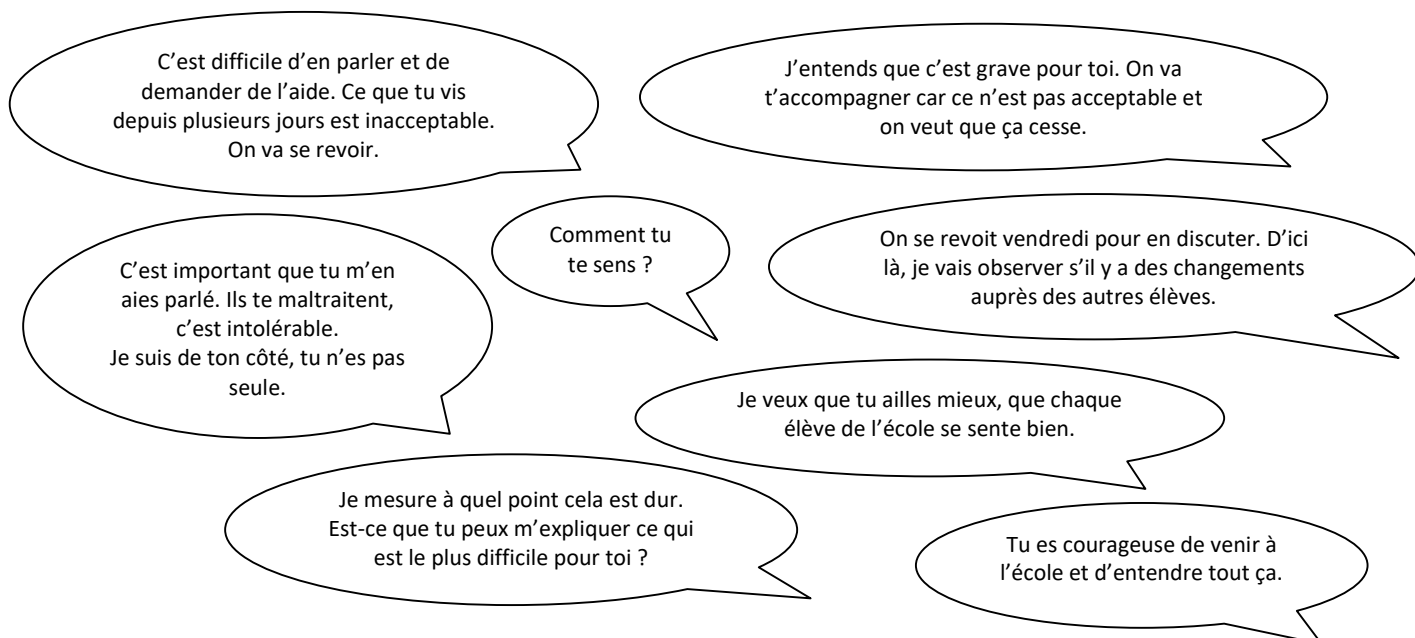 C’est difficile d’en parler et de
demander de l’aide. Ce que tu vis
depuis plusieurs jours est inacceptable.
On va se revoir.
J’entends que c’est grave pour toi. On va
t’accompagner car ce n’est pas acceptable et
on veut que ça cesse.
Comment tu
te sens ?
C’est important que tu m’en
aies parlé. Ils te maltraitent,
c’est intolérable.
Je suis de ton côté, tu n’es pas
seule.
On se revoit vendredi pour en discuter. D’ici
là, je vais observer s’il y a des changements
auprès des autres élèves.
Je veux que tu ailles mieux, que chaque
élève de l’école se sente bien.
Je mesure à quel point cela est dur.
Est-ce que tu peux m’expliquer ce qui
est le plus difficile pour toi ?
Tu es courageuse de venir à
l’école et d’entendre tout ça.